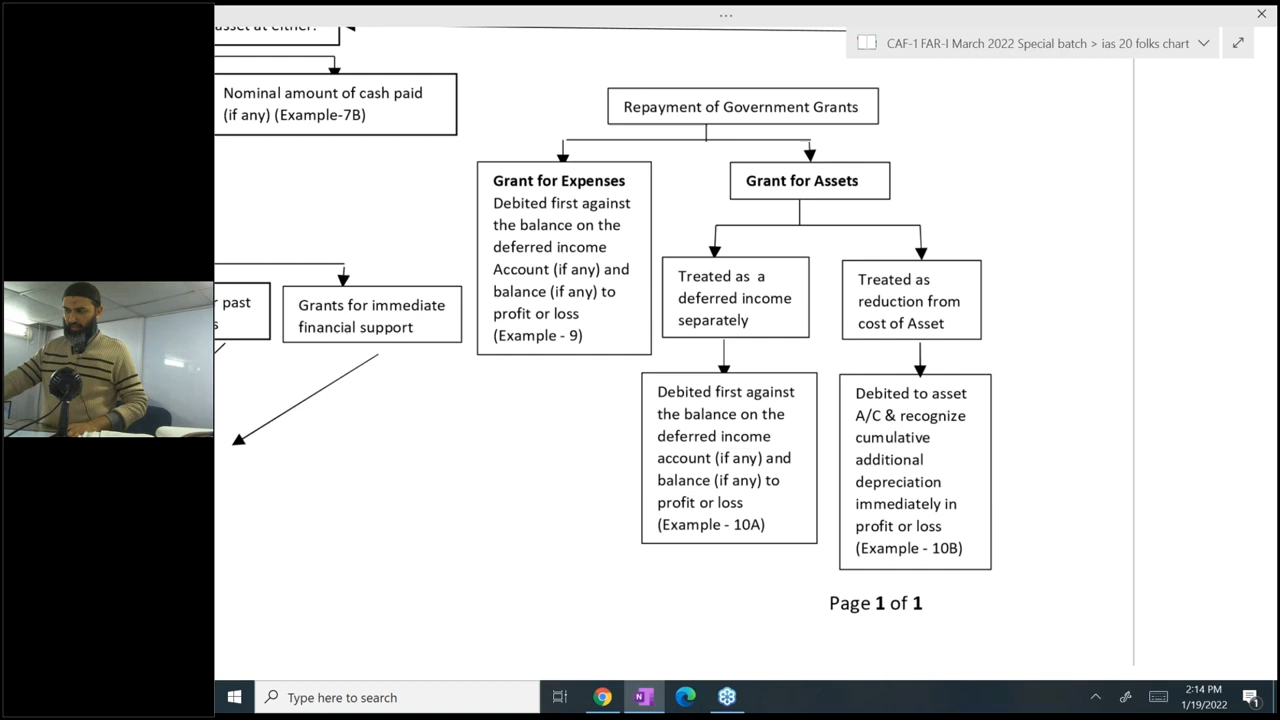 asset at either:
CAF-1 FAR-I March 2022 Special batch > ias 20 folks chart
Nominal amount of cash paid
(if any) (Example-7B)
Repayment of Government Grants
Grant for Expenses
Debited first against
the balance on the
deferred income
Account (if any) and
balance (if any) to
profit or loss
(Example - 9)
Grant for Assets
Treated as a
deferred income
separately
Treated as
reduction from
cost of Asset
r past
s
Grants for immediate
financial support
Debited first against
the balance on the
deferred income
account (if any) and
balance (if any) to
profit or loss
(Example - 10A)
Debited to asset
A/C & recognize
cumulative
additional
depreciation
immediately in
profit or loss
(Example - 10B)
Page 1 of 1
Type here to search
2:14 PM
1/19/2022
1